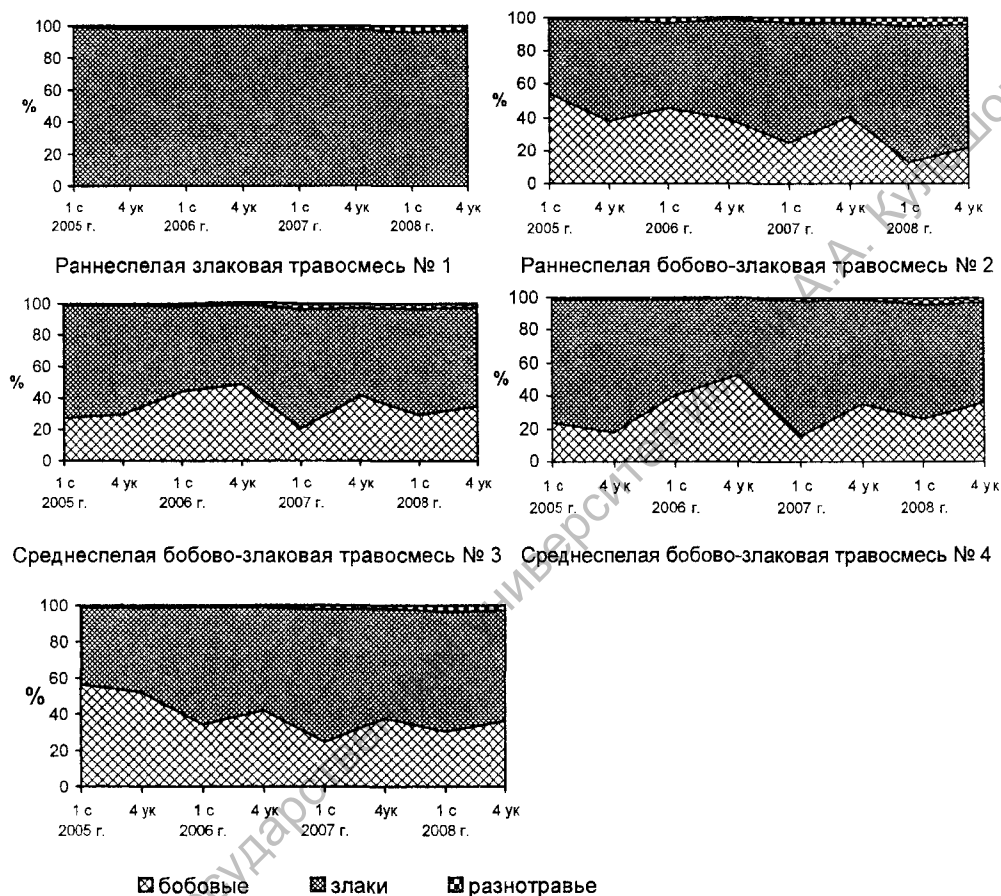 100
80
60
40
20
0
%
1 с 4 ук 1 с 4 ук 1 с 4 ук 1 с 4 ук
2005 г. 2006 г. 2007 г. 2008 г.
Раннеспелая злаковая травосмесь № 1
100
80
60
40
20
0
%
1 с 4 ук 1 с 4 ук 1 с 4 ук 1 с 4 ук
2005 г. 2006 г. 2007 г. 2008 г.
Раннеспелая бобово-злаковая травосмесь № 2
100
80
60
40
20
0
%
1 с 4 ук 1 с 4 ук 1 с 4 ук 1 с 4 ук
2005 г. 2006 г. 2007 г. 2008 г.
Среднеспелая бобово-злаковая травосмесь № 3
100
80
60
40
20
0
%
1 с 4 ук 1 с 4 ук 1 с 4 ук 1 с 4 ук
2005 г. 2006 г. 2007 г. 2008 г.
Среднеспелая бобово-злаковая травосмесь № 4
100
80
60
40
20
0
%
1 с 4 ук 1 с 4 ук 1 с 4ук 1 с 4 ук
2005 г. 2006 г. 2007 г. 2008 г.
бобовые злаки разнотравье
А.А.